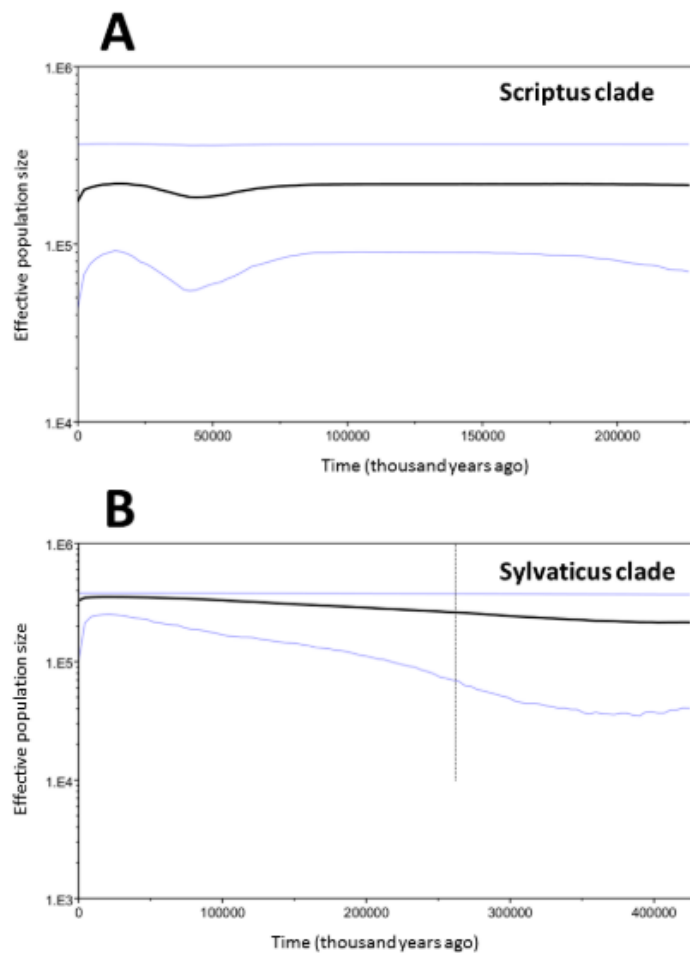 A
Scriptus clade
1.E6
1.E5
1.E4
Effective population size
0 50000 100000 150000 200000
Time (thousand years ago)
B
Sylvaticus clade
1.E6
1.E5
1.E4
1.E3
Effective population size
0 100000 200000 300000 400000
Time (thousand years ago)